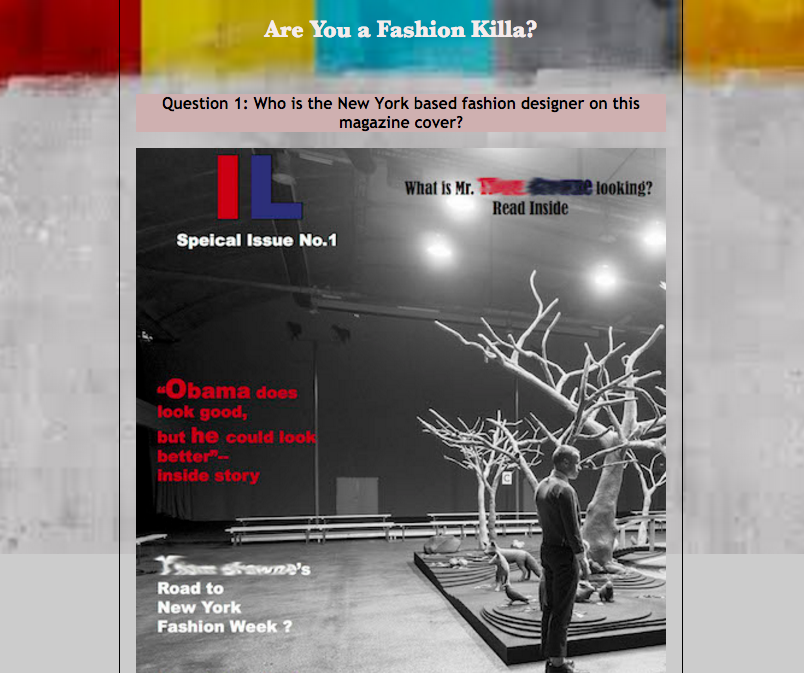 Are You a Fashion Killa?
Question 1: Who is the New York based fashion designer on this
magazine cover?
IL
Speical Issue No.1
What is Mr. looking?
Read Inside
“Obama does
look good,
but he could look
better”--
inside story
's
Road to
New York
Fashion Week ?
C